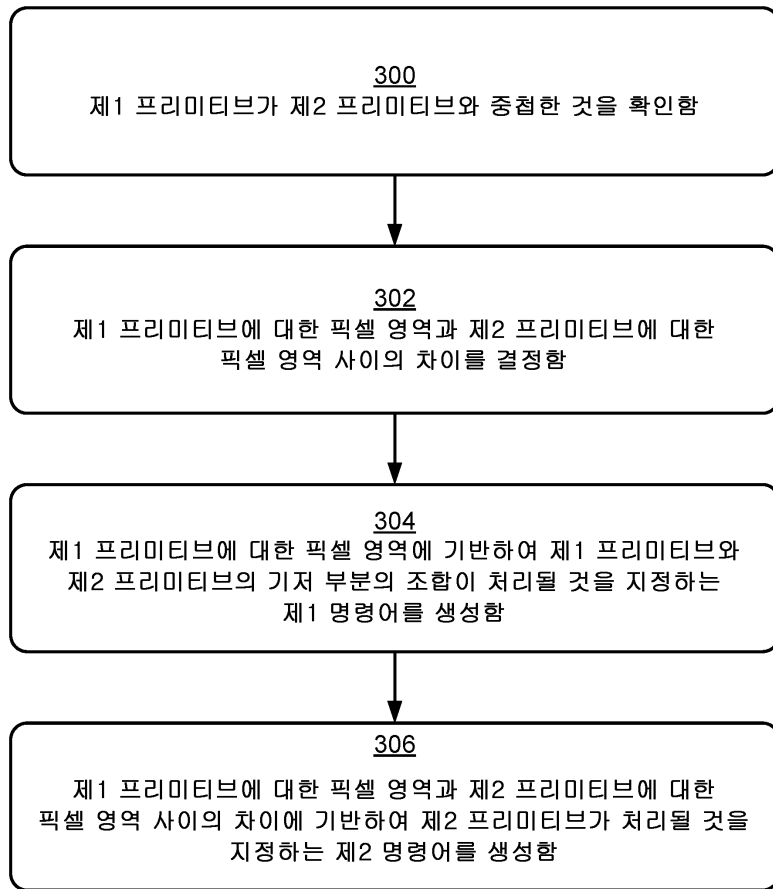 300
제1 프리미티브가 제2 프리미티브와 중첩한 것을 확인함
302
제1 프리미티브에 대한 픽셀 영역과 제2 프리미티브에 대한
픽셀 영역 사이의 차이를 결정함
304
제1 프리미티브에 대한 픽셀 영역에 기반하여 제1 프리미티브와
제2 프리미티브의 기저 부분의 조합이 처리될 것을 지정하는
제1 명령어를 생성함
306
제1 프리미티브에 대한 픽셀 영역과 제2 프리미티브에 대한
픽셀 영역 사이의 차이에 기반하여 제2 프리미티브가 처리될 것을
지정하는 제2 명령어를 생성함